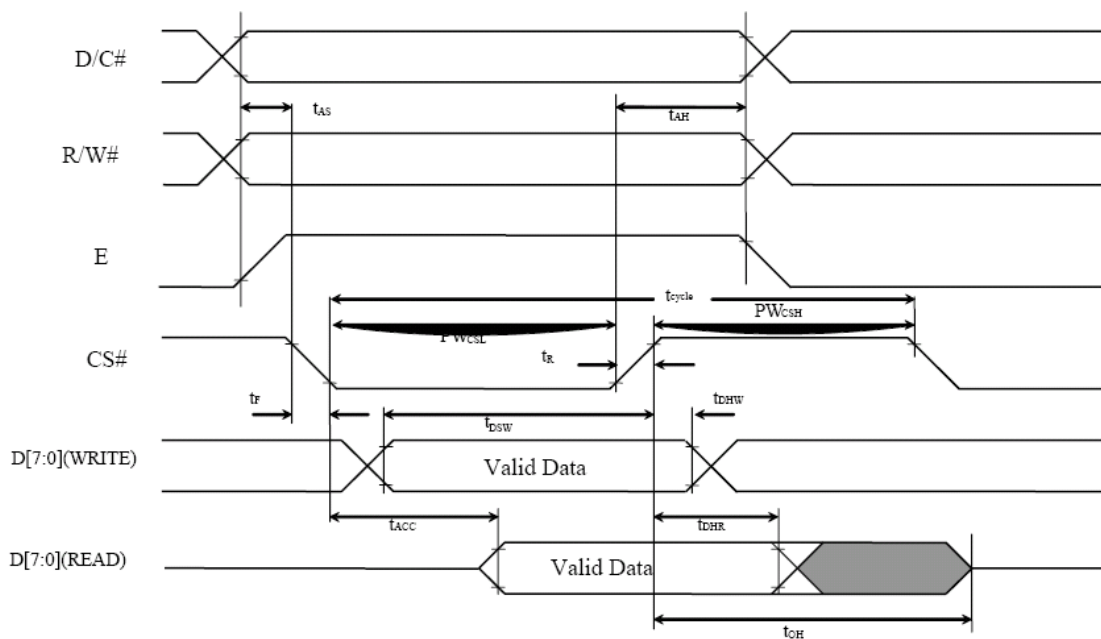 D/C#
tAS
tAH
R/W#
E
tcycle
PWCSL
PWCSH
CS#
tR
tF
tDSW
tDHW
D[7:0](WRITE)
Valid Data
tACC
tDHR
D[7:0](READ)
Valid Data
tOH